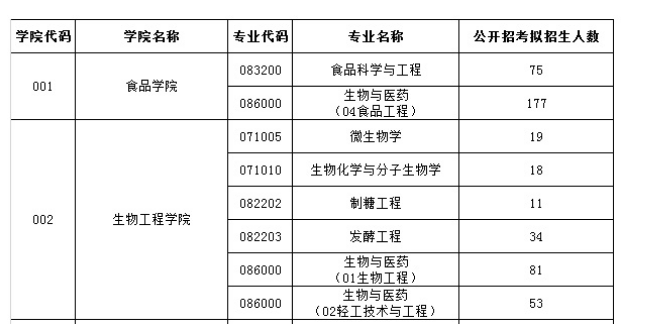 学院代码 学院名称 专业代码 专业名称 公开招考拟招生人数
001 食品学院 083200 食品科学与工程 75
086000 生物与医药 177
（04食品工程）
002 生物工程学院 071005 微生物学 19
071010 生物化学与分子生物学 18
082202 制糖工程 11
082203 发酵工程 34
086000 生物与医药 81
（01生物工程）
086000 生物与医药 53
（02轻工技术与工程）